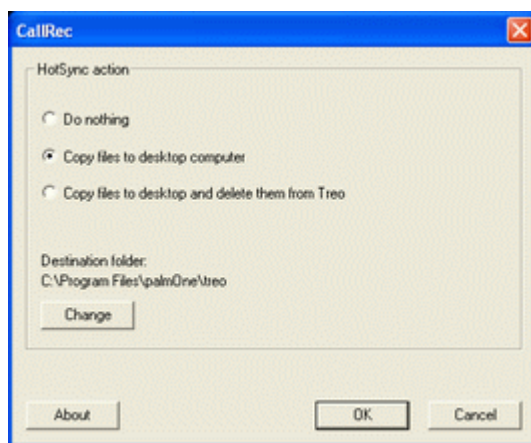 CallRec
HotSync action
Do nothing
Copy files to desktop computer
Copy files to desktop and delete them from Treo
Destination folder:
C:\Program Files\palmOne\treo
Change
About
OK
Cancel